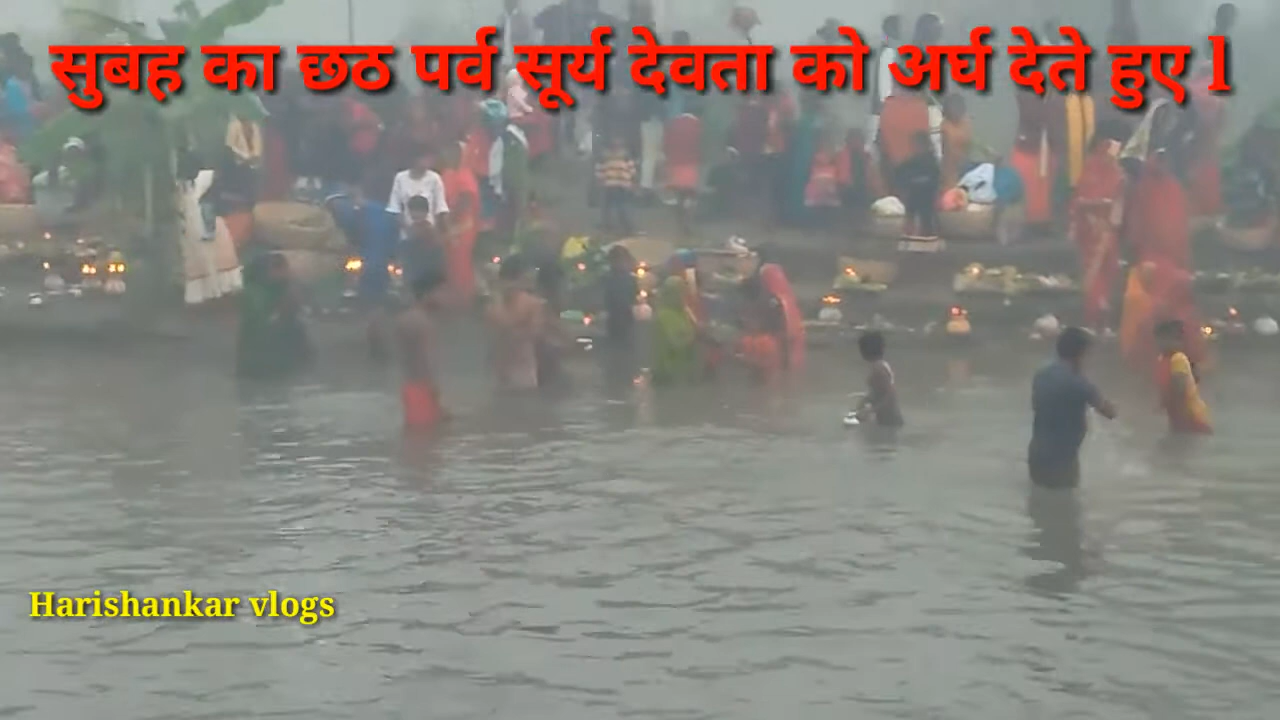 सुबह का छठ पर्व सूर्य देवता को अर्घ देते हुए l
Harishankar vlogs